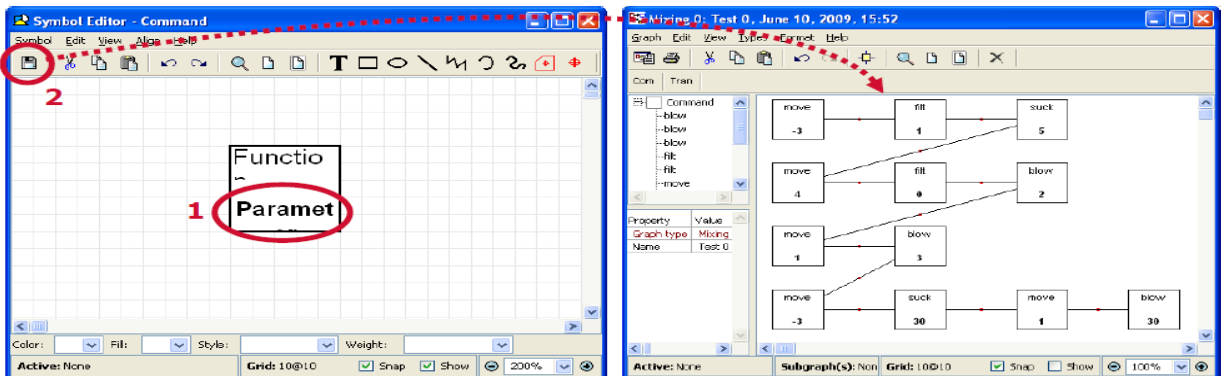 Symbol Editor - Command
Symbol Edit View Align Help
T
2
Functio
1
Paramet
Color: Fill: Style: Weight:
Active: None Grid: 10@10 Snap Show 200%
Mixing 0: Test 0, June 10, 2009, 15:52
Graph Edit View Types Format Help
Com Tran
Command
blow
blow
blow
filt
filt
move
Property Value
Graph type Mixing
Name Test 0
move filt suck
-3 1 5
move filt blow
4 0 2
move blow
1 3
move suck move blow
-3 30 1 30
Active: None Subgraph(s): Non Grid: 10@10 Snap Show 100%